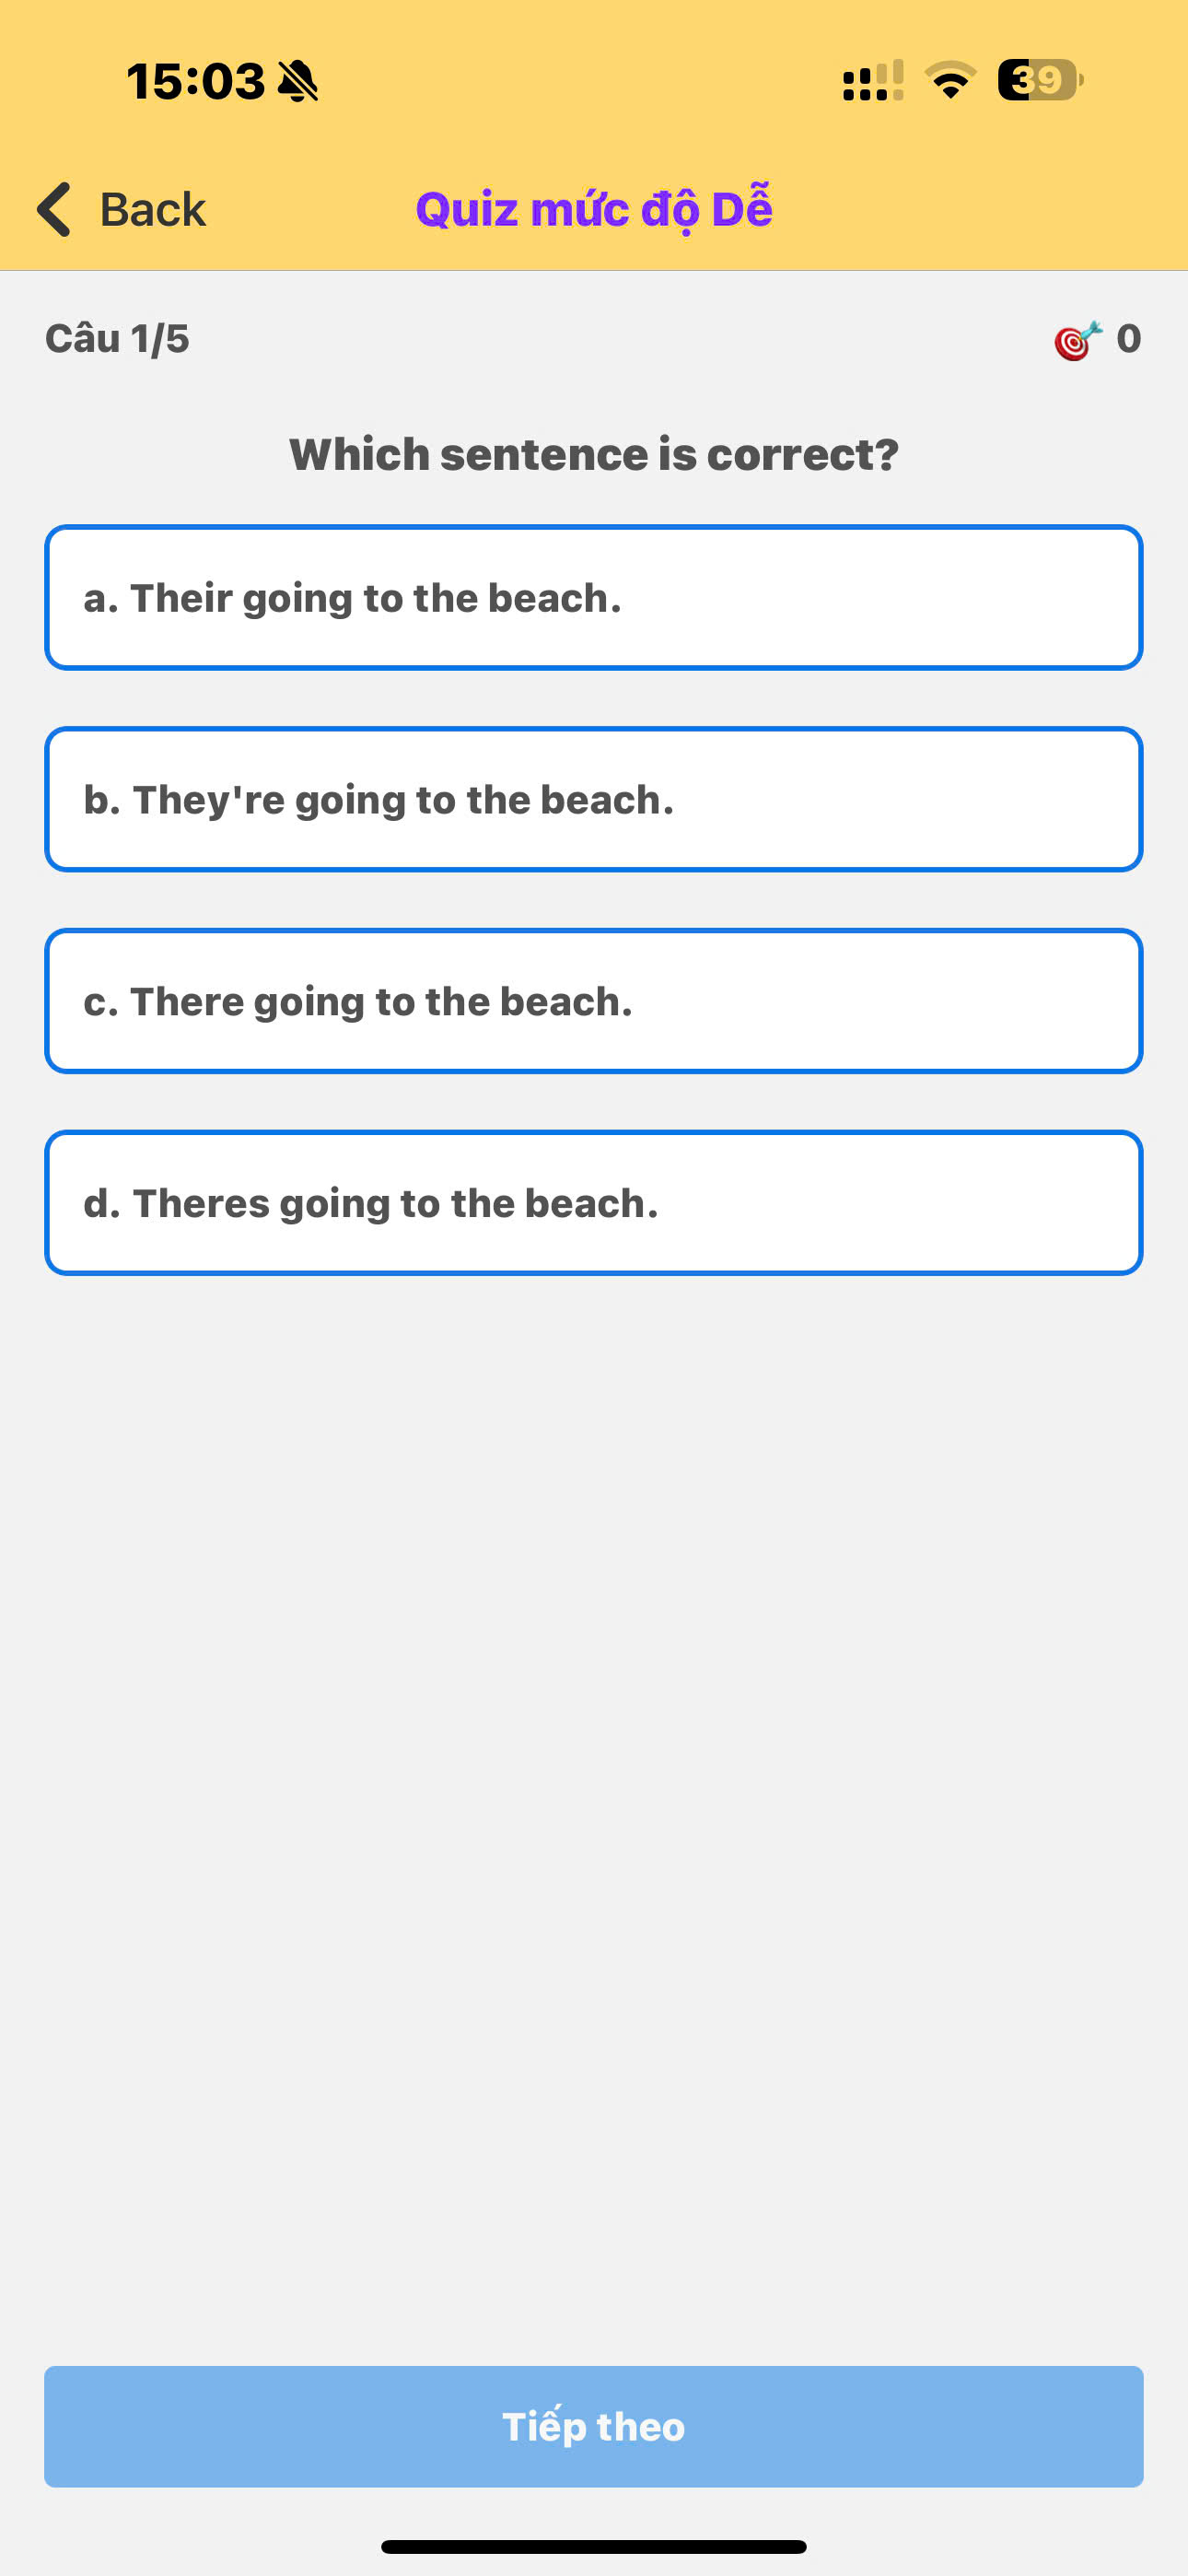 15:03
39
Back
Quiz mức độ Dễ
Câu 1/5
0
Which sentence is correct?
a. Their going to the beach.
b. They're going to the beach.
c. There going to the beach.
d. Theres going to the beach.
Tiếp theo